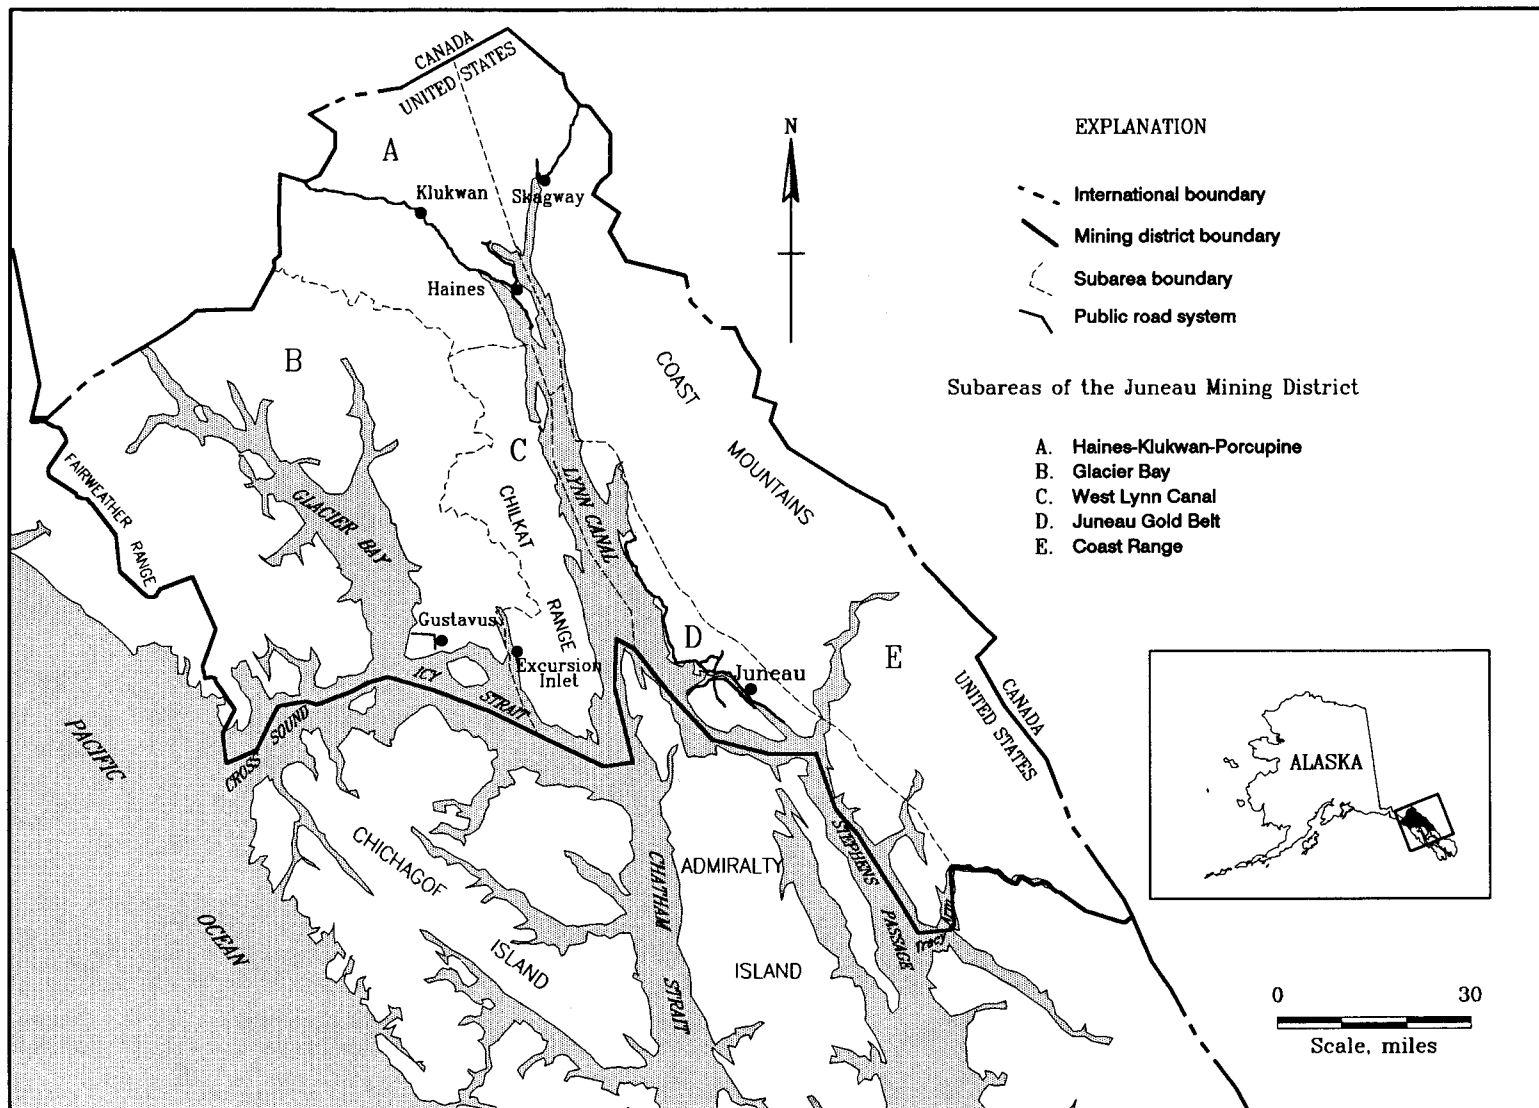 CANADA
UNITED STATES
A
Klukwan
Skagway
Haines
B
C
COAST
MOUNTAINS
FAIRWEATHER
RANGE
GLACIER BAY
LYNN CANAL
CHILKAT
RANGE
Gustavus
Excursion
Inlet
D
Juneau
E
ICY
STRAIT
CROSS
SOUND
PACIFIC
OCEAN
CHICHAGOF
ISLAND
CHATHAM
STRAIT
ADMIRALTY
ISLAND
STEPHENS
PASSAGE
CANADA
UNITED STATES
N
EXPLANATION
International boundary
Mining district boundary
Subarea boundary
Public road system
Subareas of the Juneau Mining District
A. Haines-Klukwan-Porcupine
B. Glacier Bay
C. West Lynn Canal
D. Juneau Gold Belt
E. Coast Range
ALASKA
0 30
Scale, miles